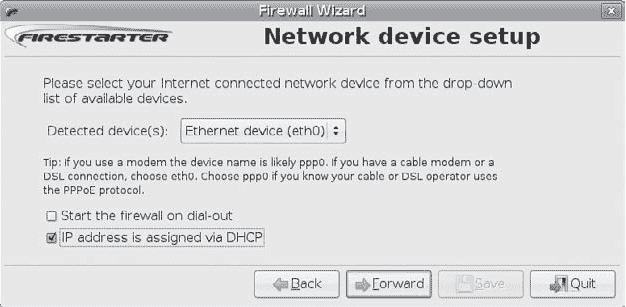 Firewall Wizard
FIRESTARTER
Network device setup
Please select your Internet connected network device from the drop-down
list of available devices.
Detected device(s): Ethernet device (eth0)
Tip: if you use a modem the device name is likely ppp0. If you have a cable modem or a
DSL connection, choose eth0. Choose ppp0 if you know your cable or DSL operator uses
the PPPoE protocol.
Start the firewall on dial-out
IP address is assigned via DHCP
Back Forward Save Quit